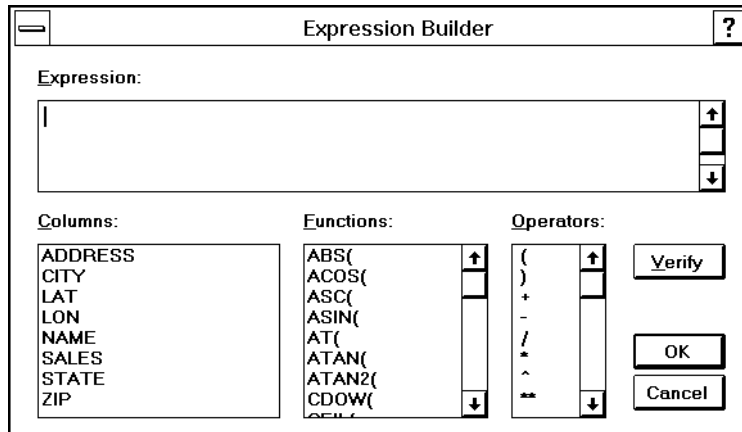 Expression Builder ?
Expression:
Columns:
ADDRESS
CITY
LAT
LON
NAME
SALES
STATE
ZIP
Functions:
ABS(
ACOS(
ASC(
ASIN(
AT(
ATAN(
ATAN2(
CDOW(
Operators:
(
)
+
-
/
*
^
**
Verify
OK
Cancel